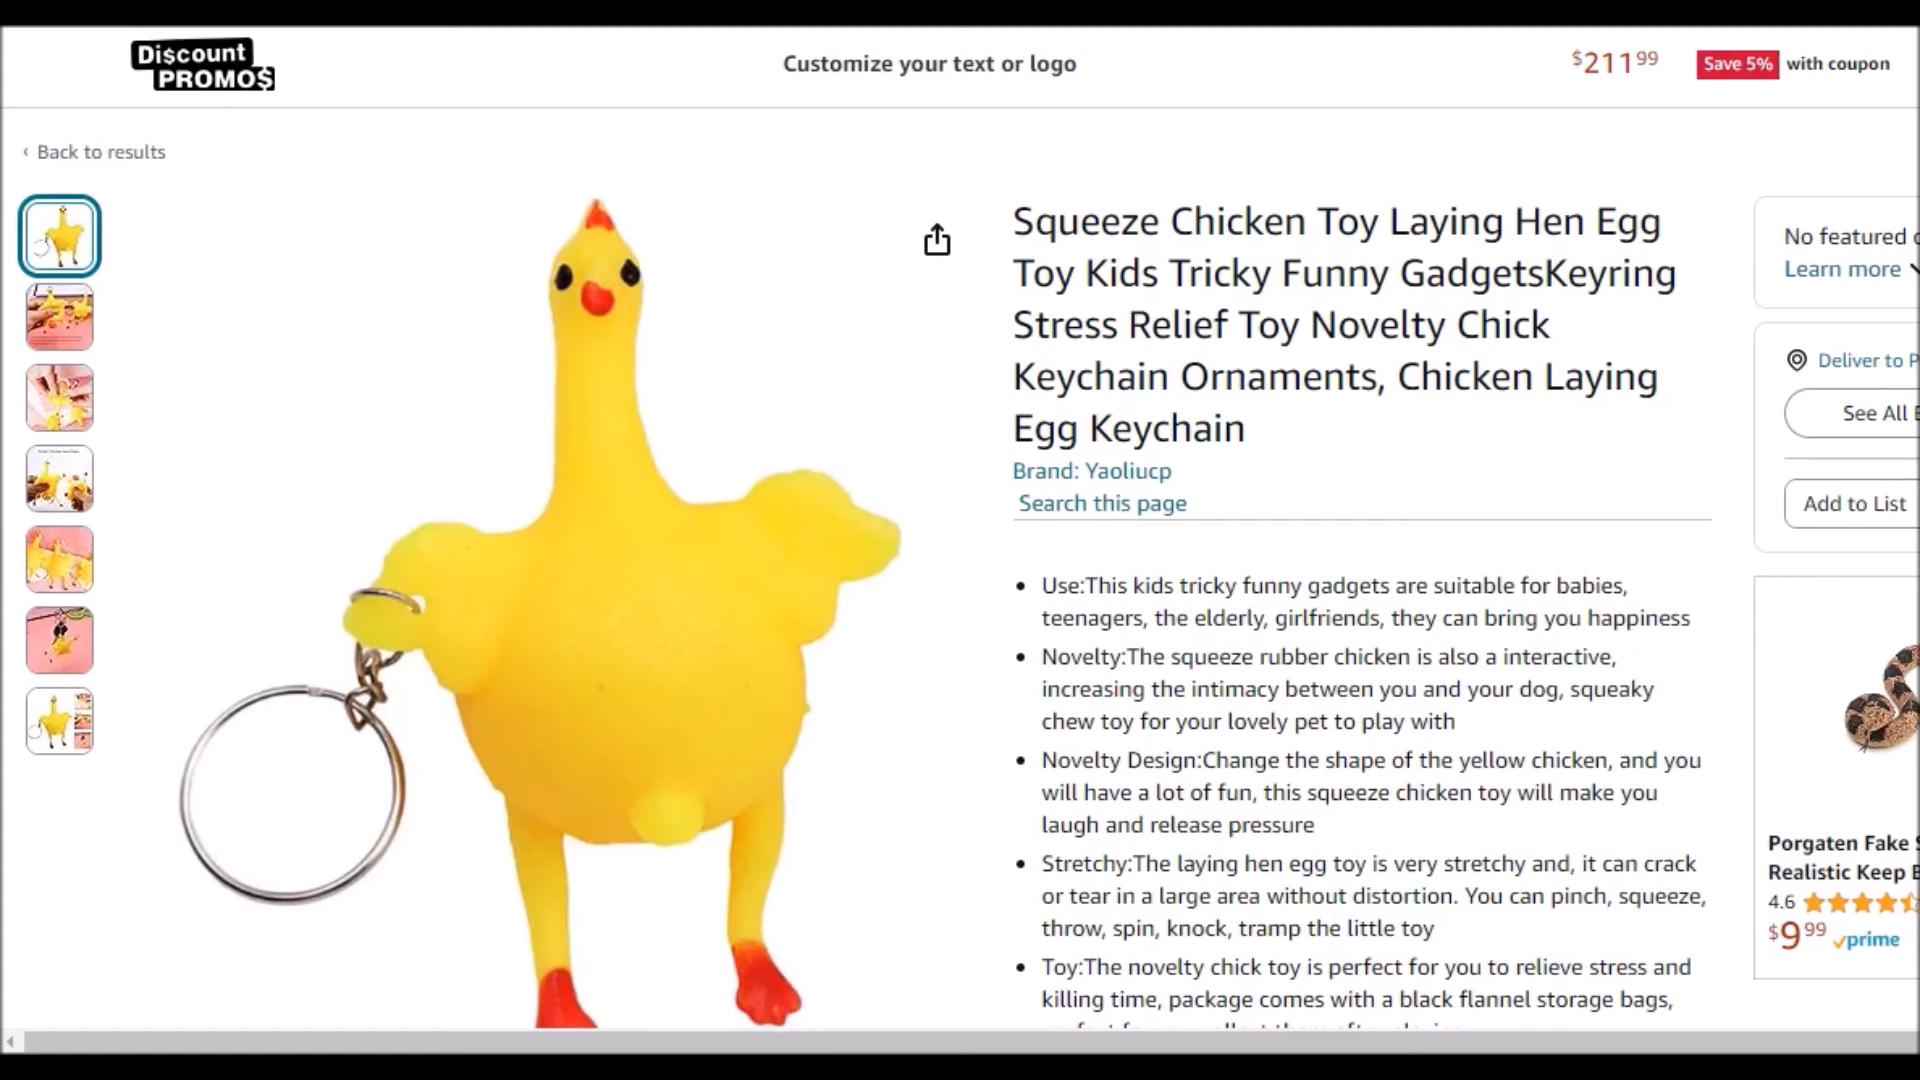 Di$count
PROMO$
Customize your text or logo
$211 99
Save 5% with coupon
‹ Back to results
Squeeze Chicken Toy Laying Hen Egg
Toy Kids Tricky Funny GadgetsKeyring
Stress Relief Toy Novelty Chick
Keychain Ornaments, Chicken Laying
Egg Keychain
Brand: Yaoliucp
Search this page
Use:This kids tricky funny gadgets are suitable for babies,
teenagers, the elderly, girlfriends, they can bring you happiness
Novelty:The squeeze rubber chicken is also a interactive,
increasing the intimacy between you and your dog, squeaky
chew toy for your lovely pet to play with
Novelty Design:Change the shape of the yellow chicken, and you
will have a lot of fun, this squeeze chicken toy will make you
laugh and release pressure
Stretchy:The laying hen egg toy is very stretchy and, it can crack
or tear in a large area without distortion. You can pinch, squeeze,
throw, spin, knock, tramp the little toy
Toy:The novelty chick toy is perfect for you to relieve stress and
killing time, package comes with a black flannel storage bags,
No featured
Learn more
Deliver to
See All
Add to List
Porgaten Fake
Realistic Keep
4.6
$9 99 prime